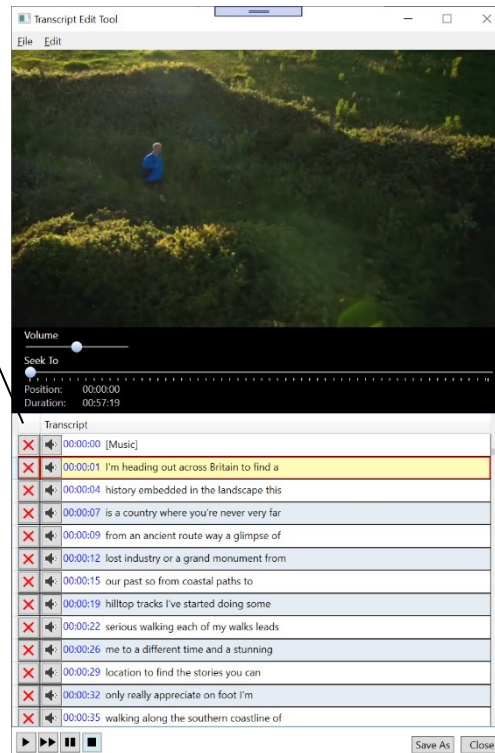 Transcript Edit Tool
File Edit
Volume
Seek To
Position: 00:00:00
Duration: 00:57:19
Transcript
00:00:00 [Music]
00:00:01 I'm heading out across Britain to find a
00:00:04 history embedded in the landscape this
00:00:07 is a country where you're never very far
00:00:09 from an ancient route way a glimpse of
00:00:12 lost industry or a grand monument from
00:00:15 our past so from coastal paths to
00:00:19 hilltop tracks I've started doing some
00:00:22 serious walking each of my walks leads
00:00:26 me to a different time and a stunning
00:00:29 location to find the stories you can
00:00:32 only really appreciate on foot I'm
00:00:35 walking along the southern coastline of
Save As Close